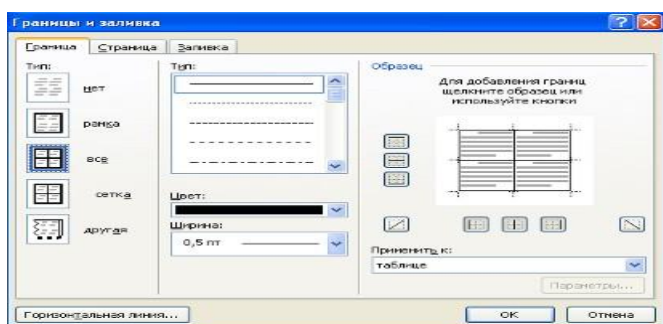 Границы и заливка
Граница Страница Заливка
Тип:
нет
рамка
все
сетка
другая
Тип:
Цвет:
Ширина:
0,5 пт
Образец
Для добавления границ
щелкните образец или
используйте кнопки
Применить к:
таблице
Параметры...
Горизонтальная линия...
ОК Отмена